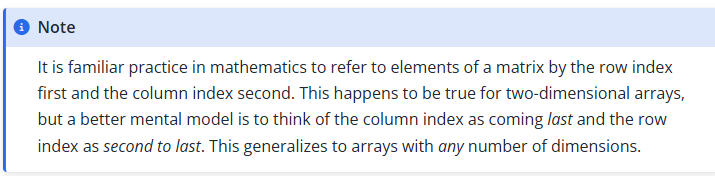 Note
It is familiar practice in mathematics to refer to elements of a matrix by the row index
first and the column index second. This happens to be true for two-dimensional arrays,
but a better mental model is to think of the column index as coming last and the row
index as second to last. This generalizes to arrays with any number of dimensions.